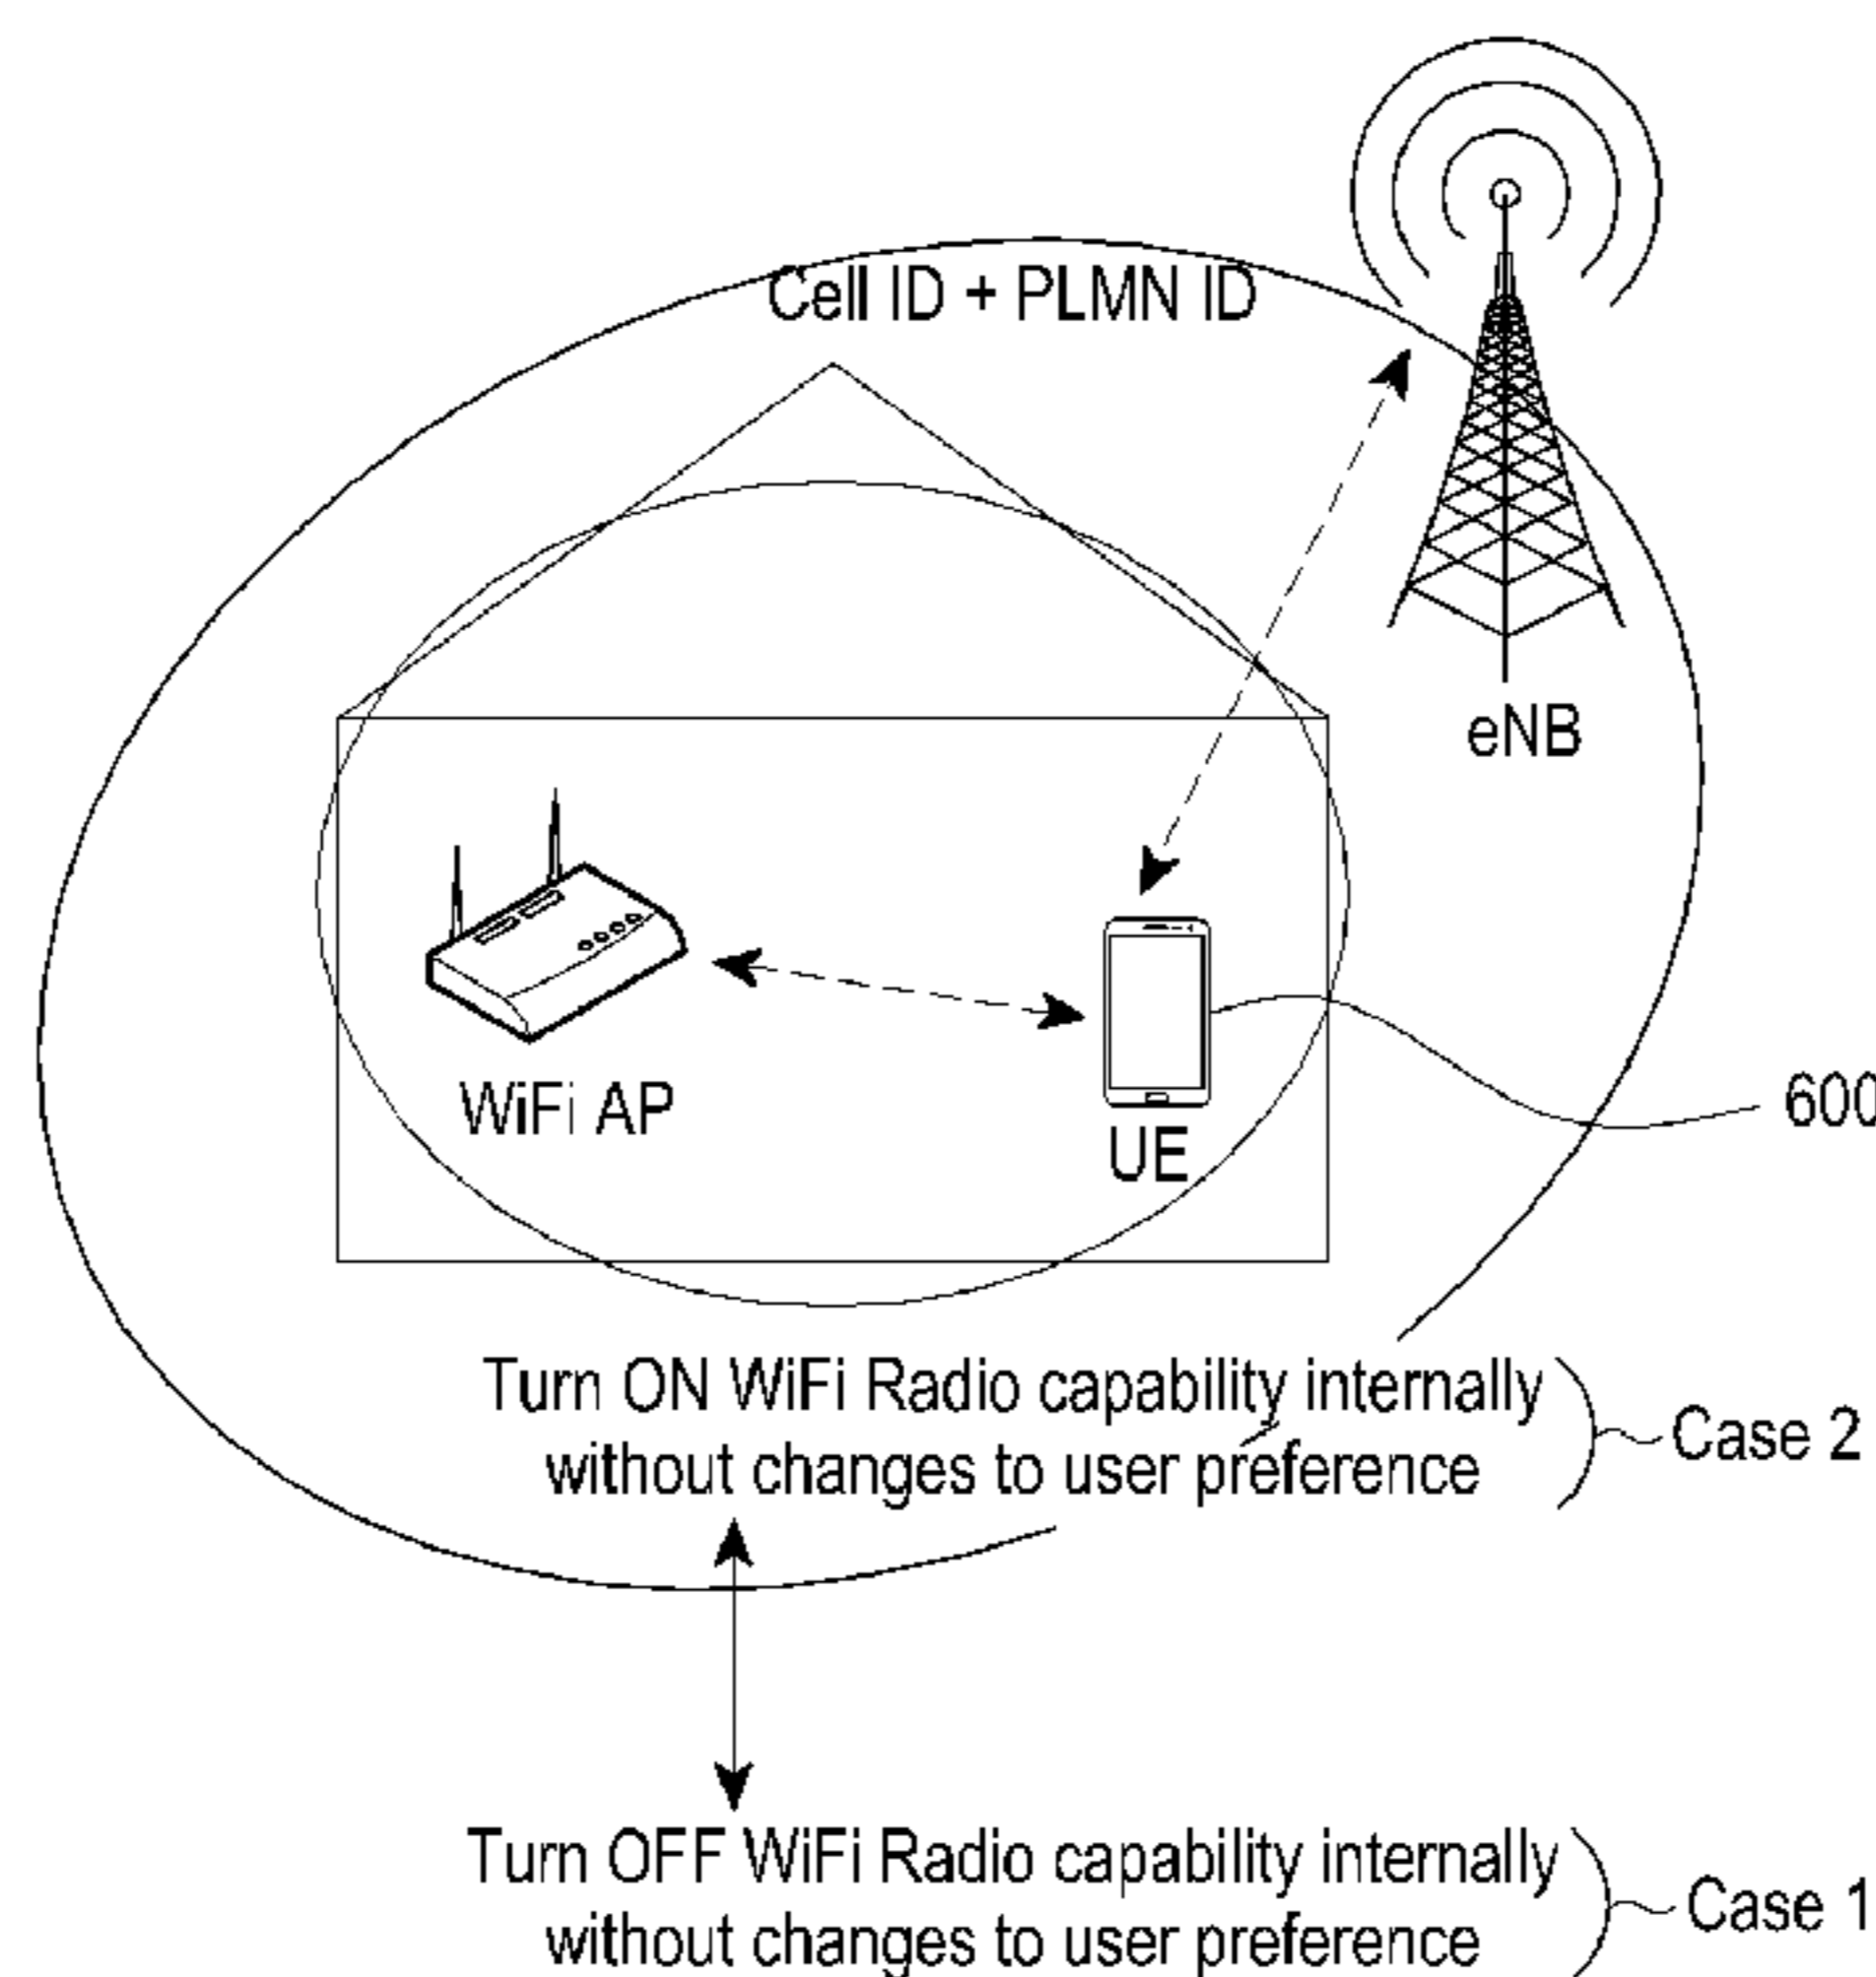 Cell ID + PLMN ID
eNB
WiFi AP
UE
600
Turn ON WiFi Radio capability internally
without changes to user preference
Case 2
Turn OFF WiFi Radio capability internally
without changes to user preference
Case 1